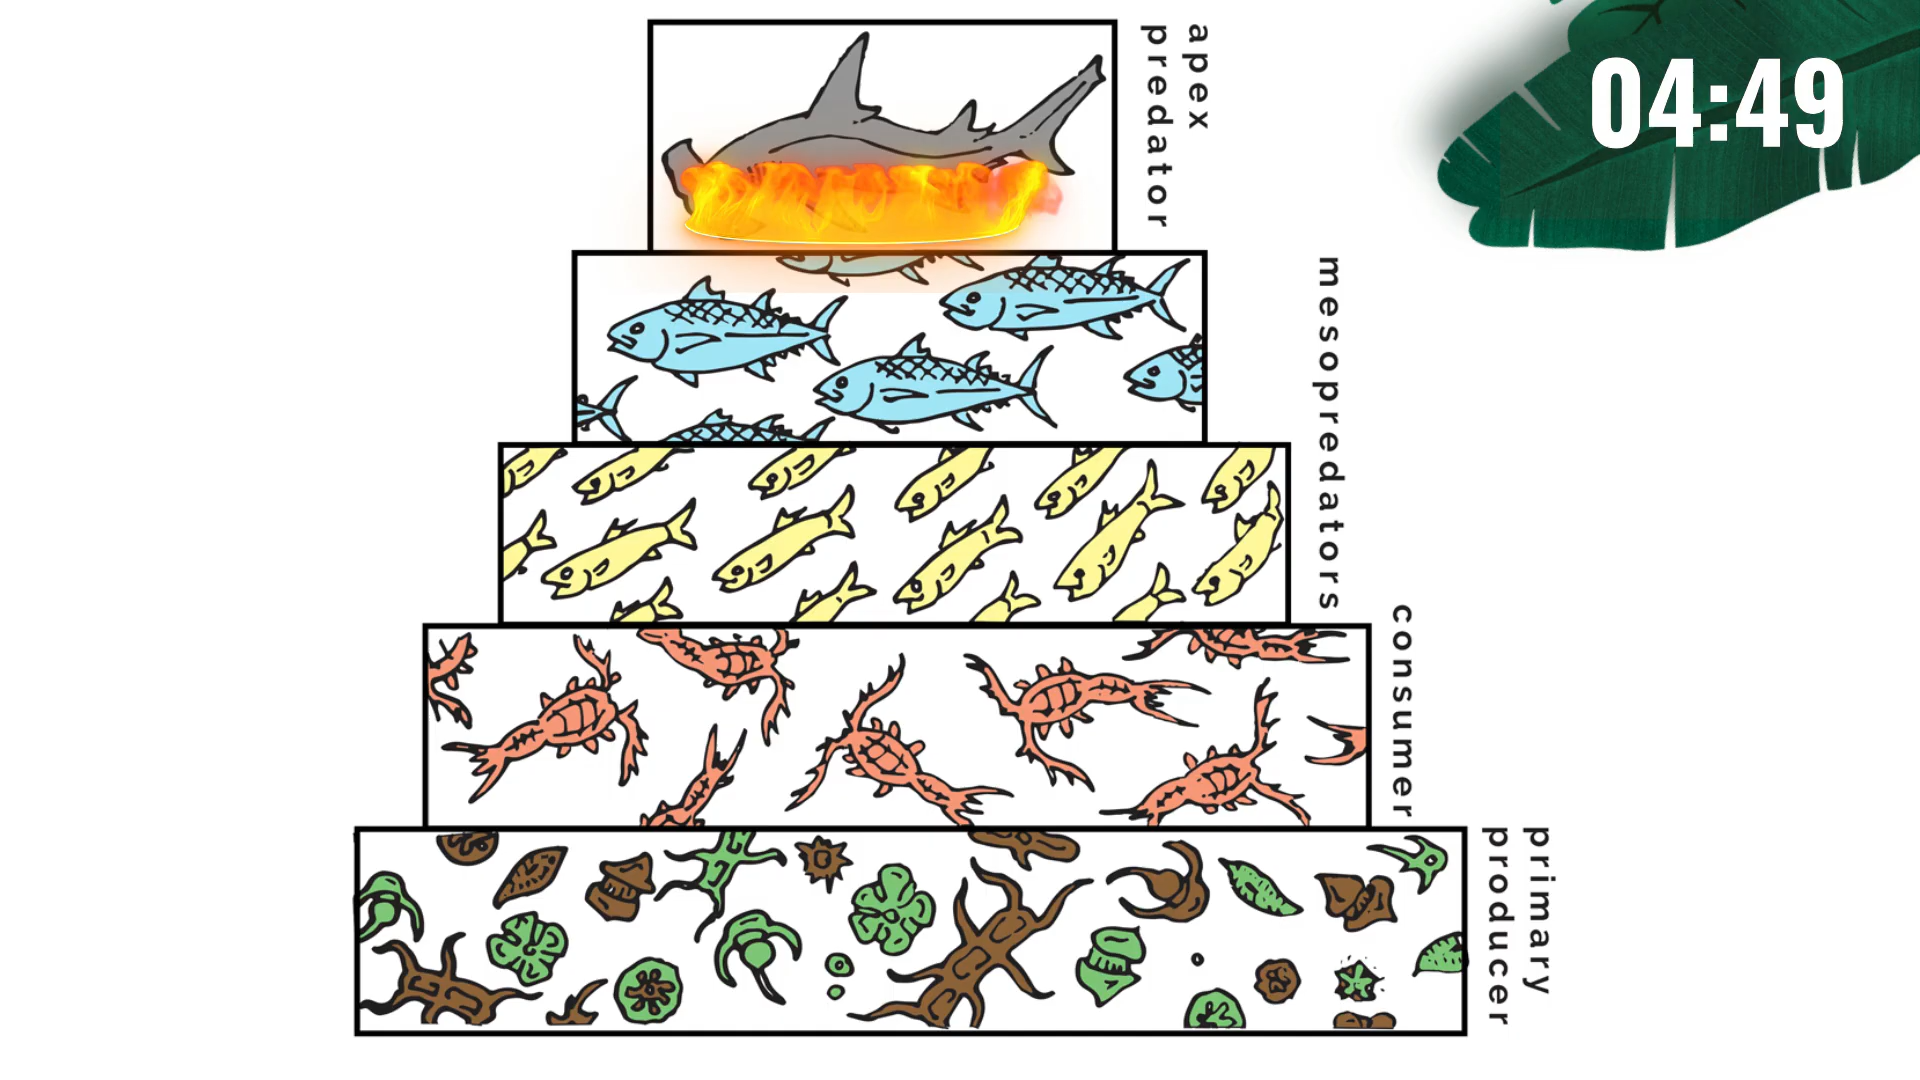 04:49
apex
predator
mesopredators
consumer
primary
producer